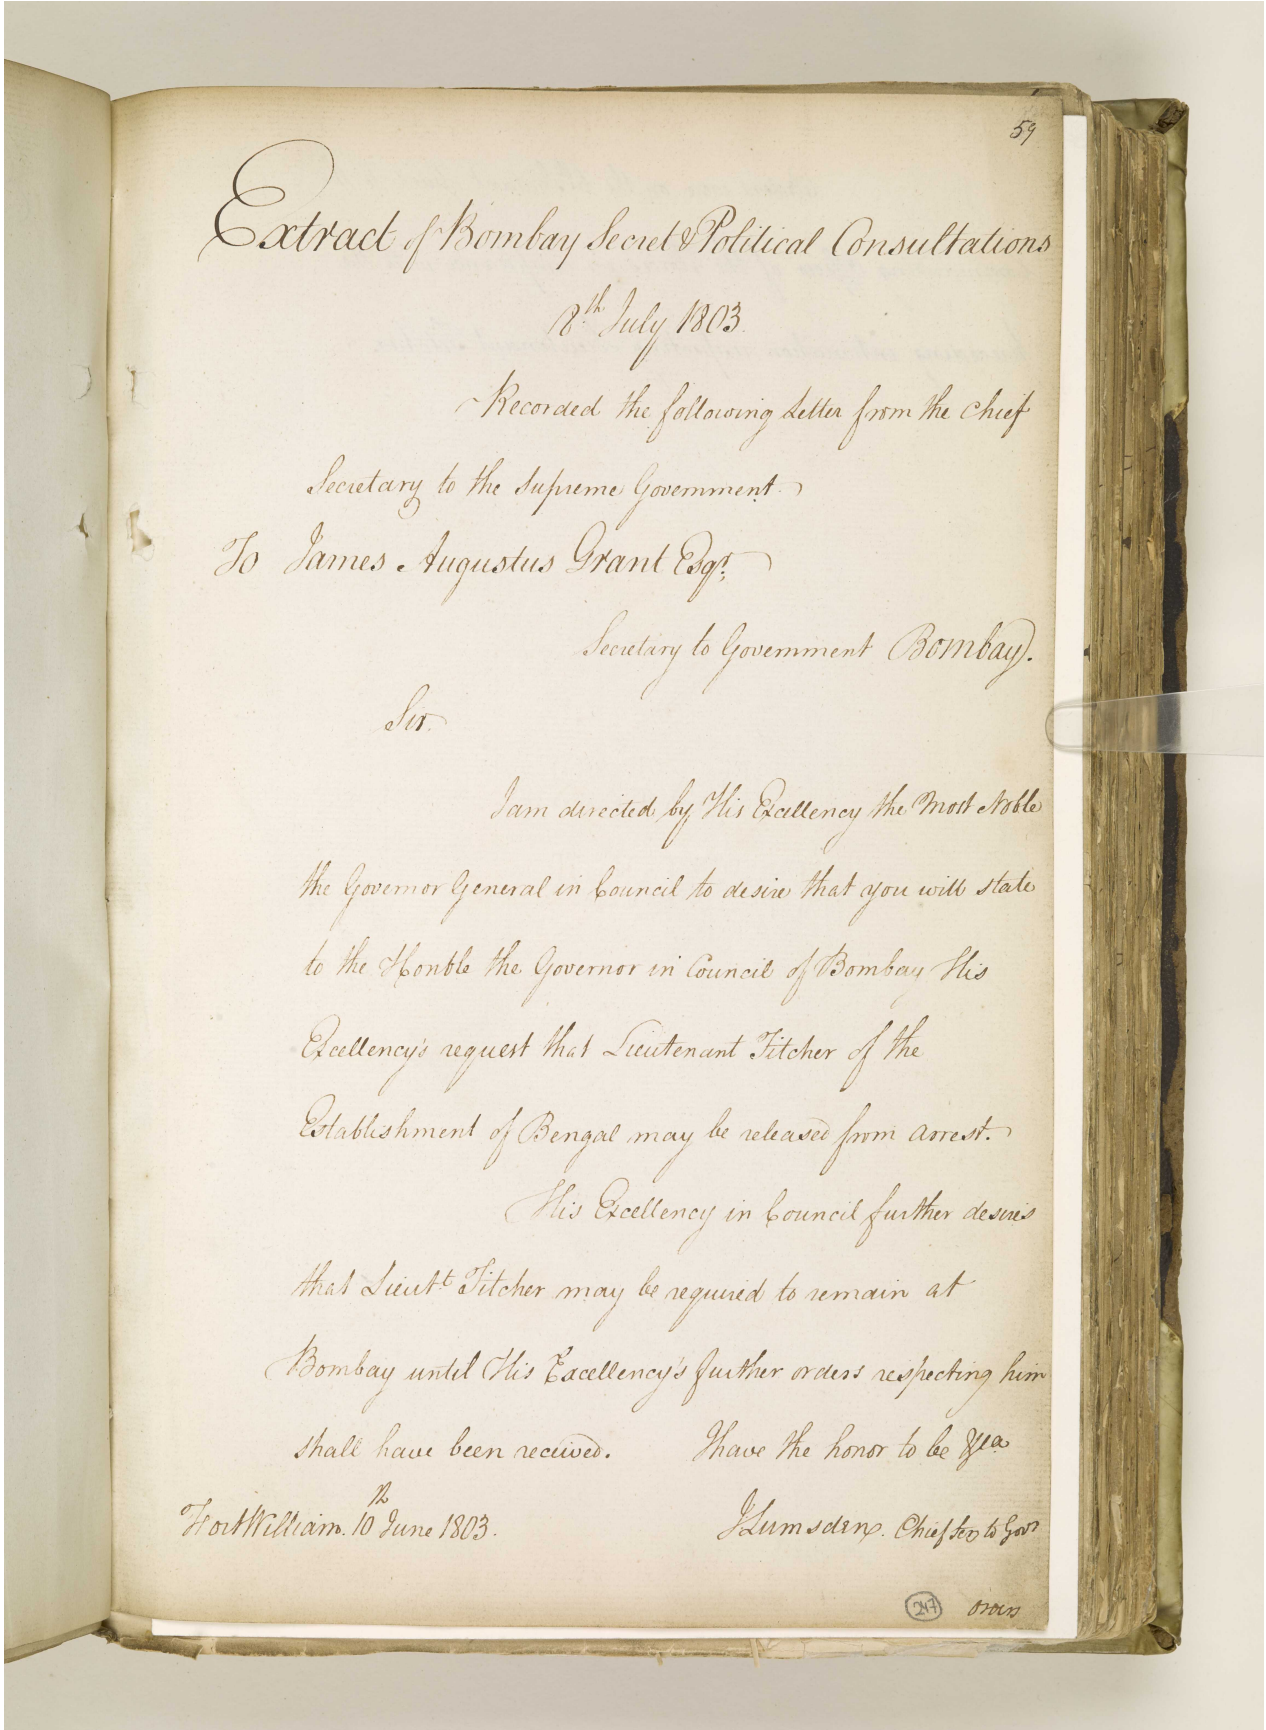 59
Extract of Bombay Secret & Political Consultations
8th July 1803.
Recorded the following Letter from the Chief
Secretary to the Supreme Government.
To James Augustus Grant Esqr.
Secretary to Government Bombay.
Sir.
I am directed by His Excellency the Most Noble
the Governor General in Council to desire that you will state
to the Honble the Governor in Council of Bombay His
Excellency's request that Lieutenant Fitcher of the
Establishment of Bengal may be released from arrest.
His Excellency in Council further desires
that Lieutt Fitcher may be required to remain at
Bombay until His Excellency's further orders respecting him
shall have been received. I have the honor to be &ca
Fort William. 10th June 1803. J Lumsden. Chief Sec to Govt
247